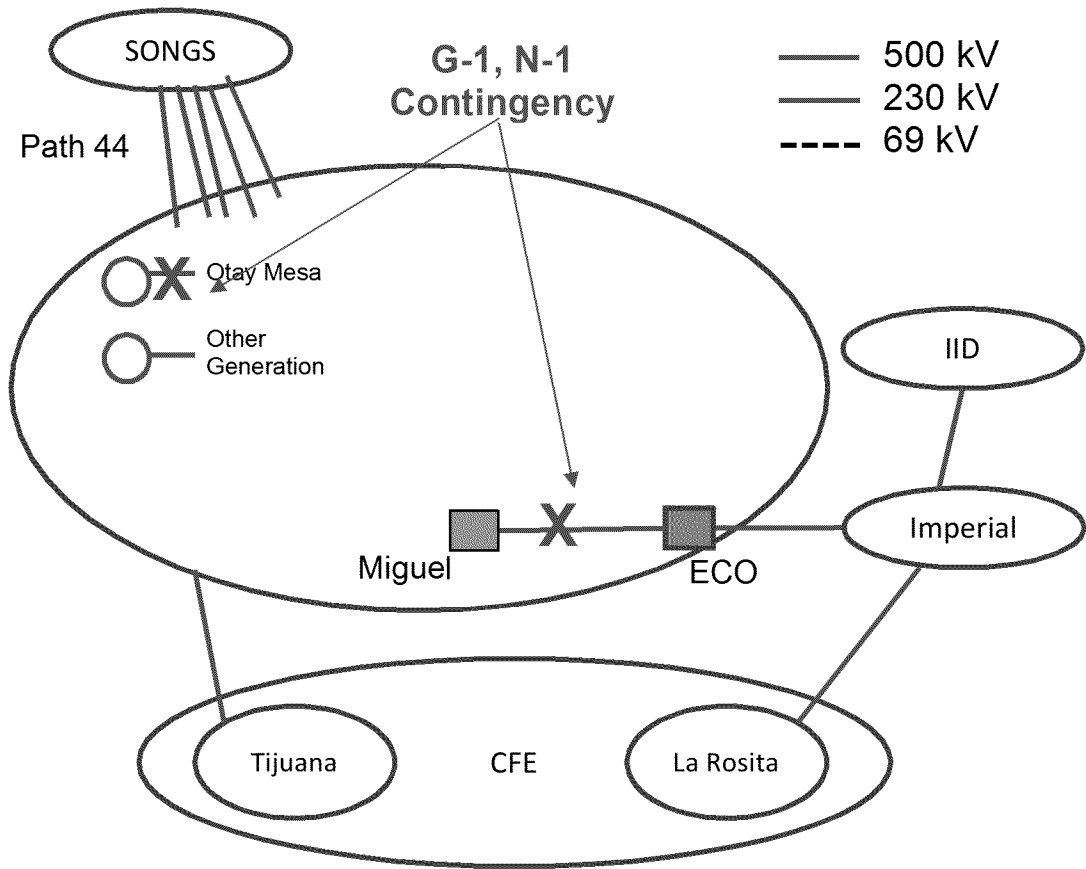 SONGS
G-1, N-1
Contingency
500 kV
230 kV
69 kV
Path 44
Otay Mesa
Other
Generation
IID
Imperial
Miguel
ECO
Tijuana
CFE
La Rosita